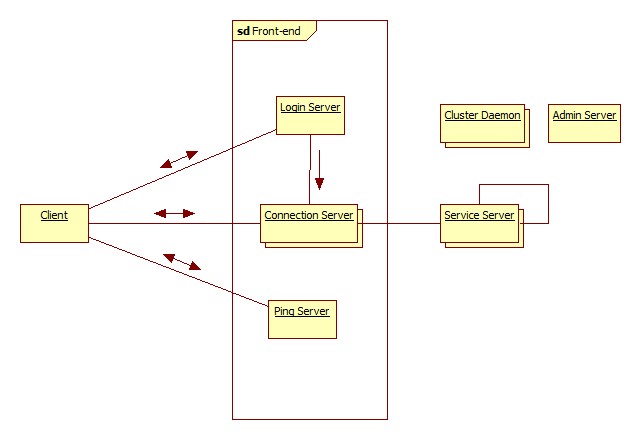 sd Front-end
Login Server
Cluster Daemon
Admin Server
Client
Connection Server
Service Server
Ping Server